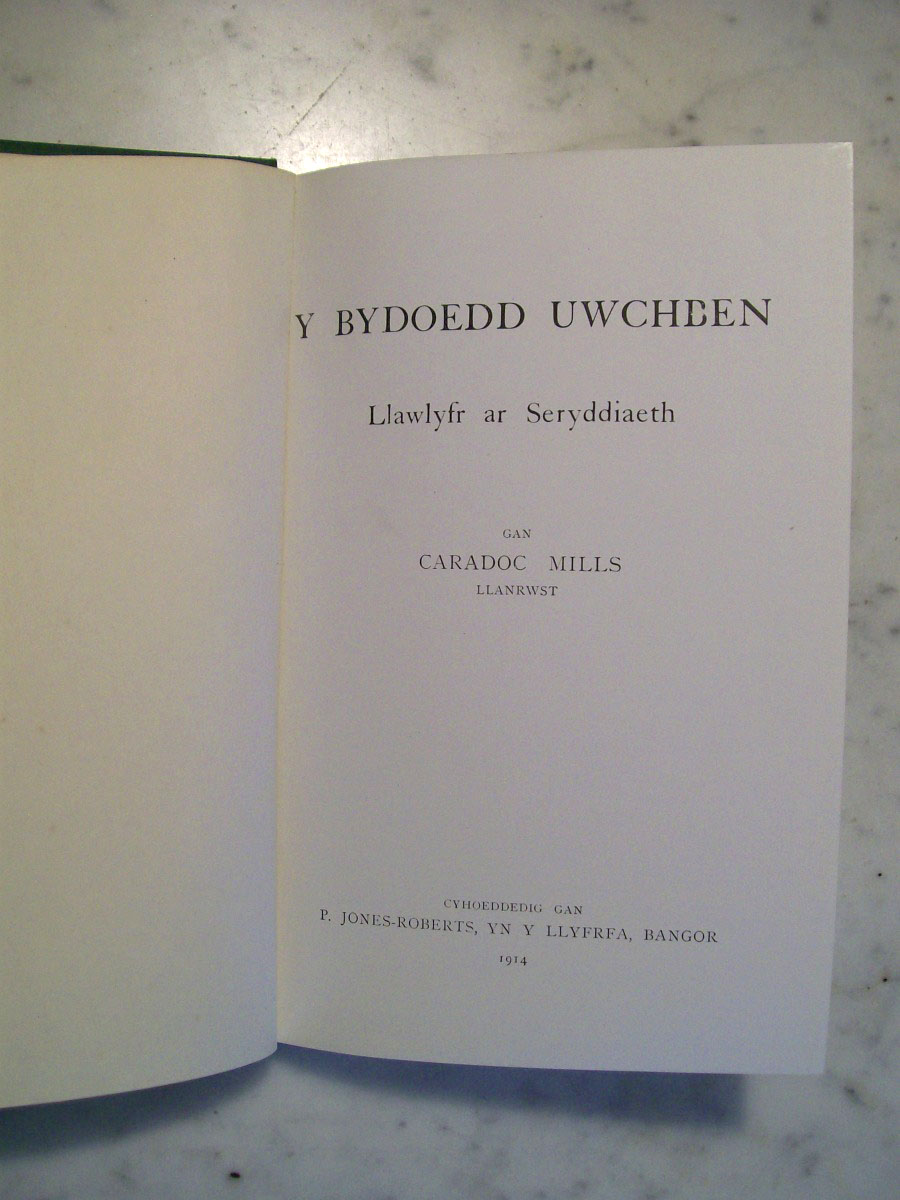 Y BYDOEDD UWCHBEN
Llawlyfr ar Seryddiaeth
GAN
CARADOC MILLS
LLANRWST
CYHOEDDEDIG GAN
P. JONES-ROBERTS, YN Y LLYFRFA, BANGOR
1914